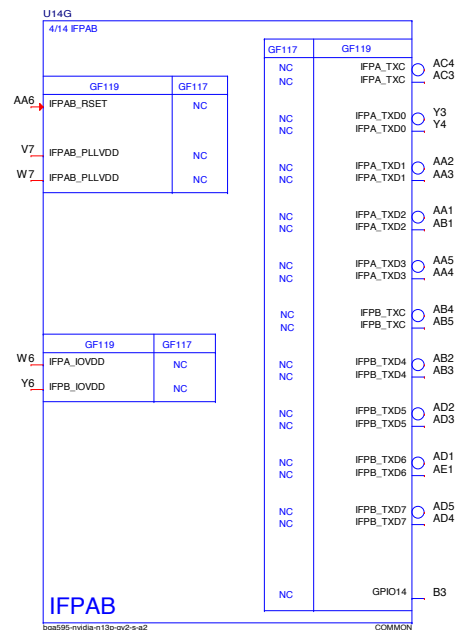 U14G
4/14 IFPAB
GF119 GF117
AA6 IFPAB_RSET NC
V7 IFPAB_PLLVDD NC
W7 IFPAB_PLLVDD NC
GF119 GF117
W6 IFPA_IOVDD NC
Y6 IFPB_IOVDD NC
GF117 GF119
NC IFPA_TXC AC4
NC IFPA_TXC AC3
NC IFPA_TXD0 Y3
NC IFPA_TXD0 Y4
NC IFPA_TXD1 AA2
NC IFPA_TXD1 AA3
NC IFPA_TXD2 AA1
NC IFPA_TXD2 AB1
NC IFPA_TXD3 AA5
NC IFPA_TXD3 AA4
NC IFPB_TXC AB4
NC IFPB_TXC AB5
NC IFPB_TXD4 AB2
NC IFPB_TXD4 AB3
NC IFPB_TXD5 AD2
NC IFPB_TXD5 AD3
NC IFPB_TXD6 AD1
NC IFPB_TXD6 AE1
NC IFPB_TXD7 AD5
NC IFPB_TXD7 AD4
NC GPIO14 B3
IFPAB
bga595-nvidia-n13p-gv2-s-a2 COMMON